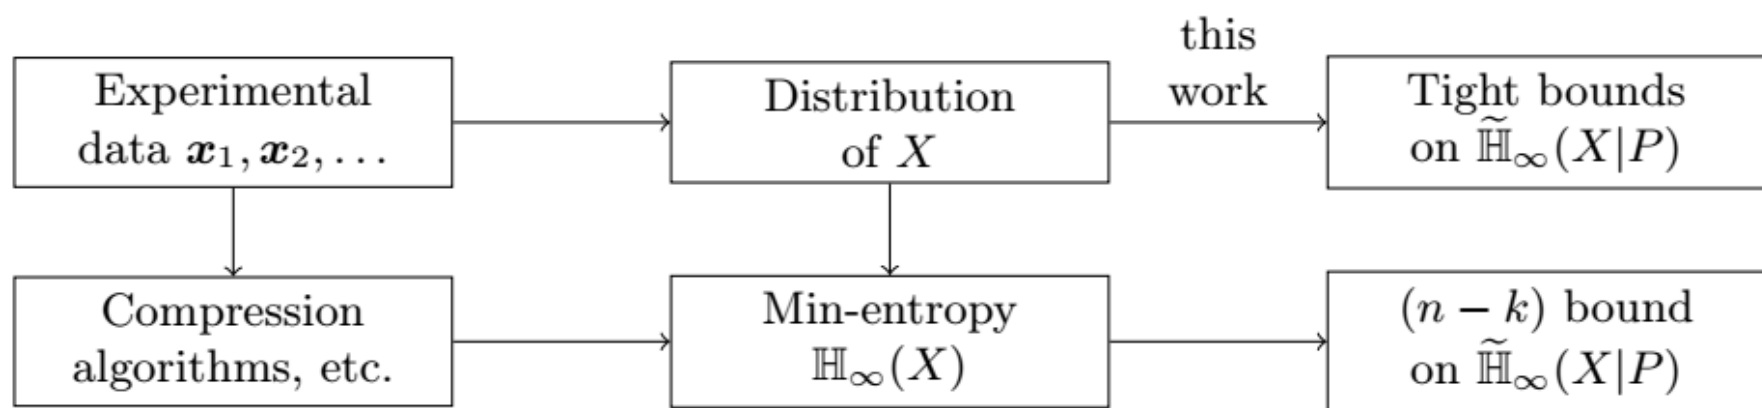 this
work
Experimental
data 𝒙₁, 𝒙₂, …
Distribution
of X
Tight bounds
on H̃∞(X|P)
Compression
algorithms, etc.
Min-entropy
ℍ∞(X)
(n − k) bound
on ℍ̃∞(X|P)